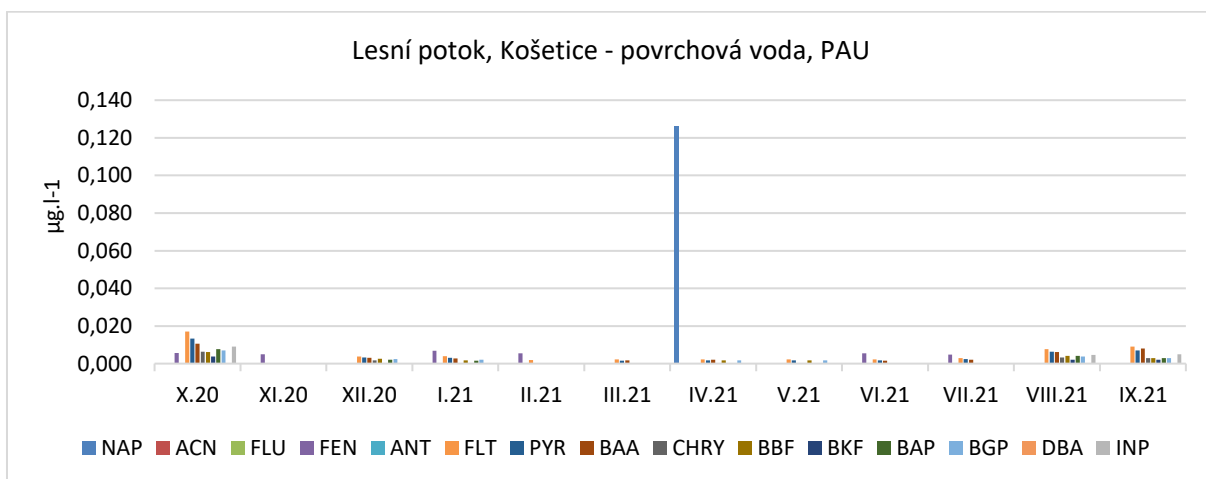 Lesní potok, Košetice - povrchová voda, PAU
0,140
0,120
0,100
0,080
0,060
0,040
0,020
0,000
µg.l-1
X.20 XI.20 XII.20 I.21 II.21 III.21 IV.21 V.21 VI.21 VII.21 VIII.21 IX.21
NAP ACN FLU FEN ANT FLT PYR BAA CHRY BBF BKF BAP BGP DBA INP